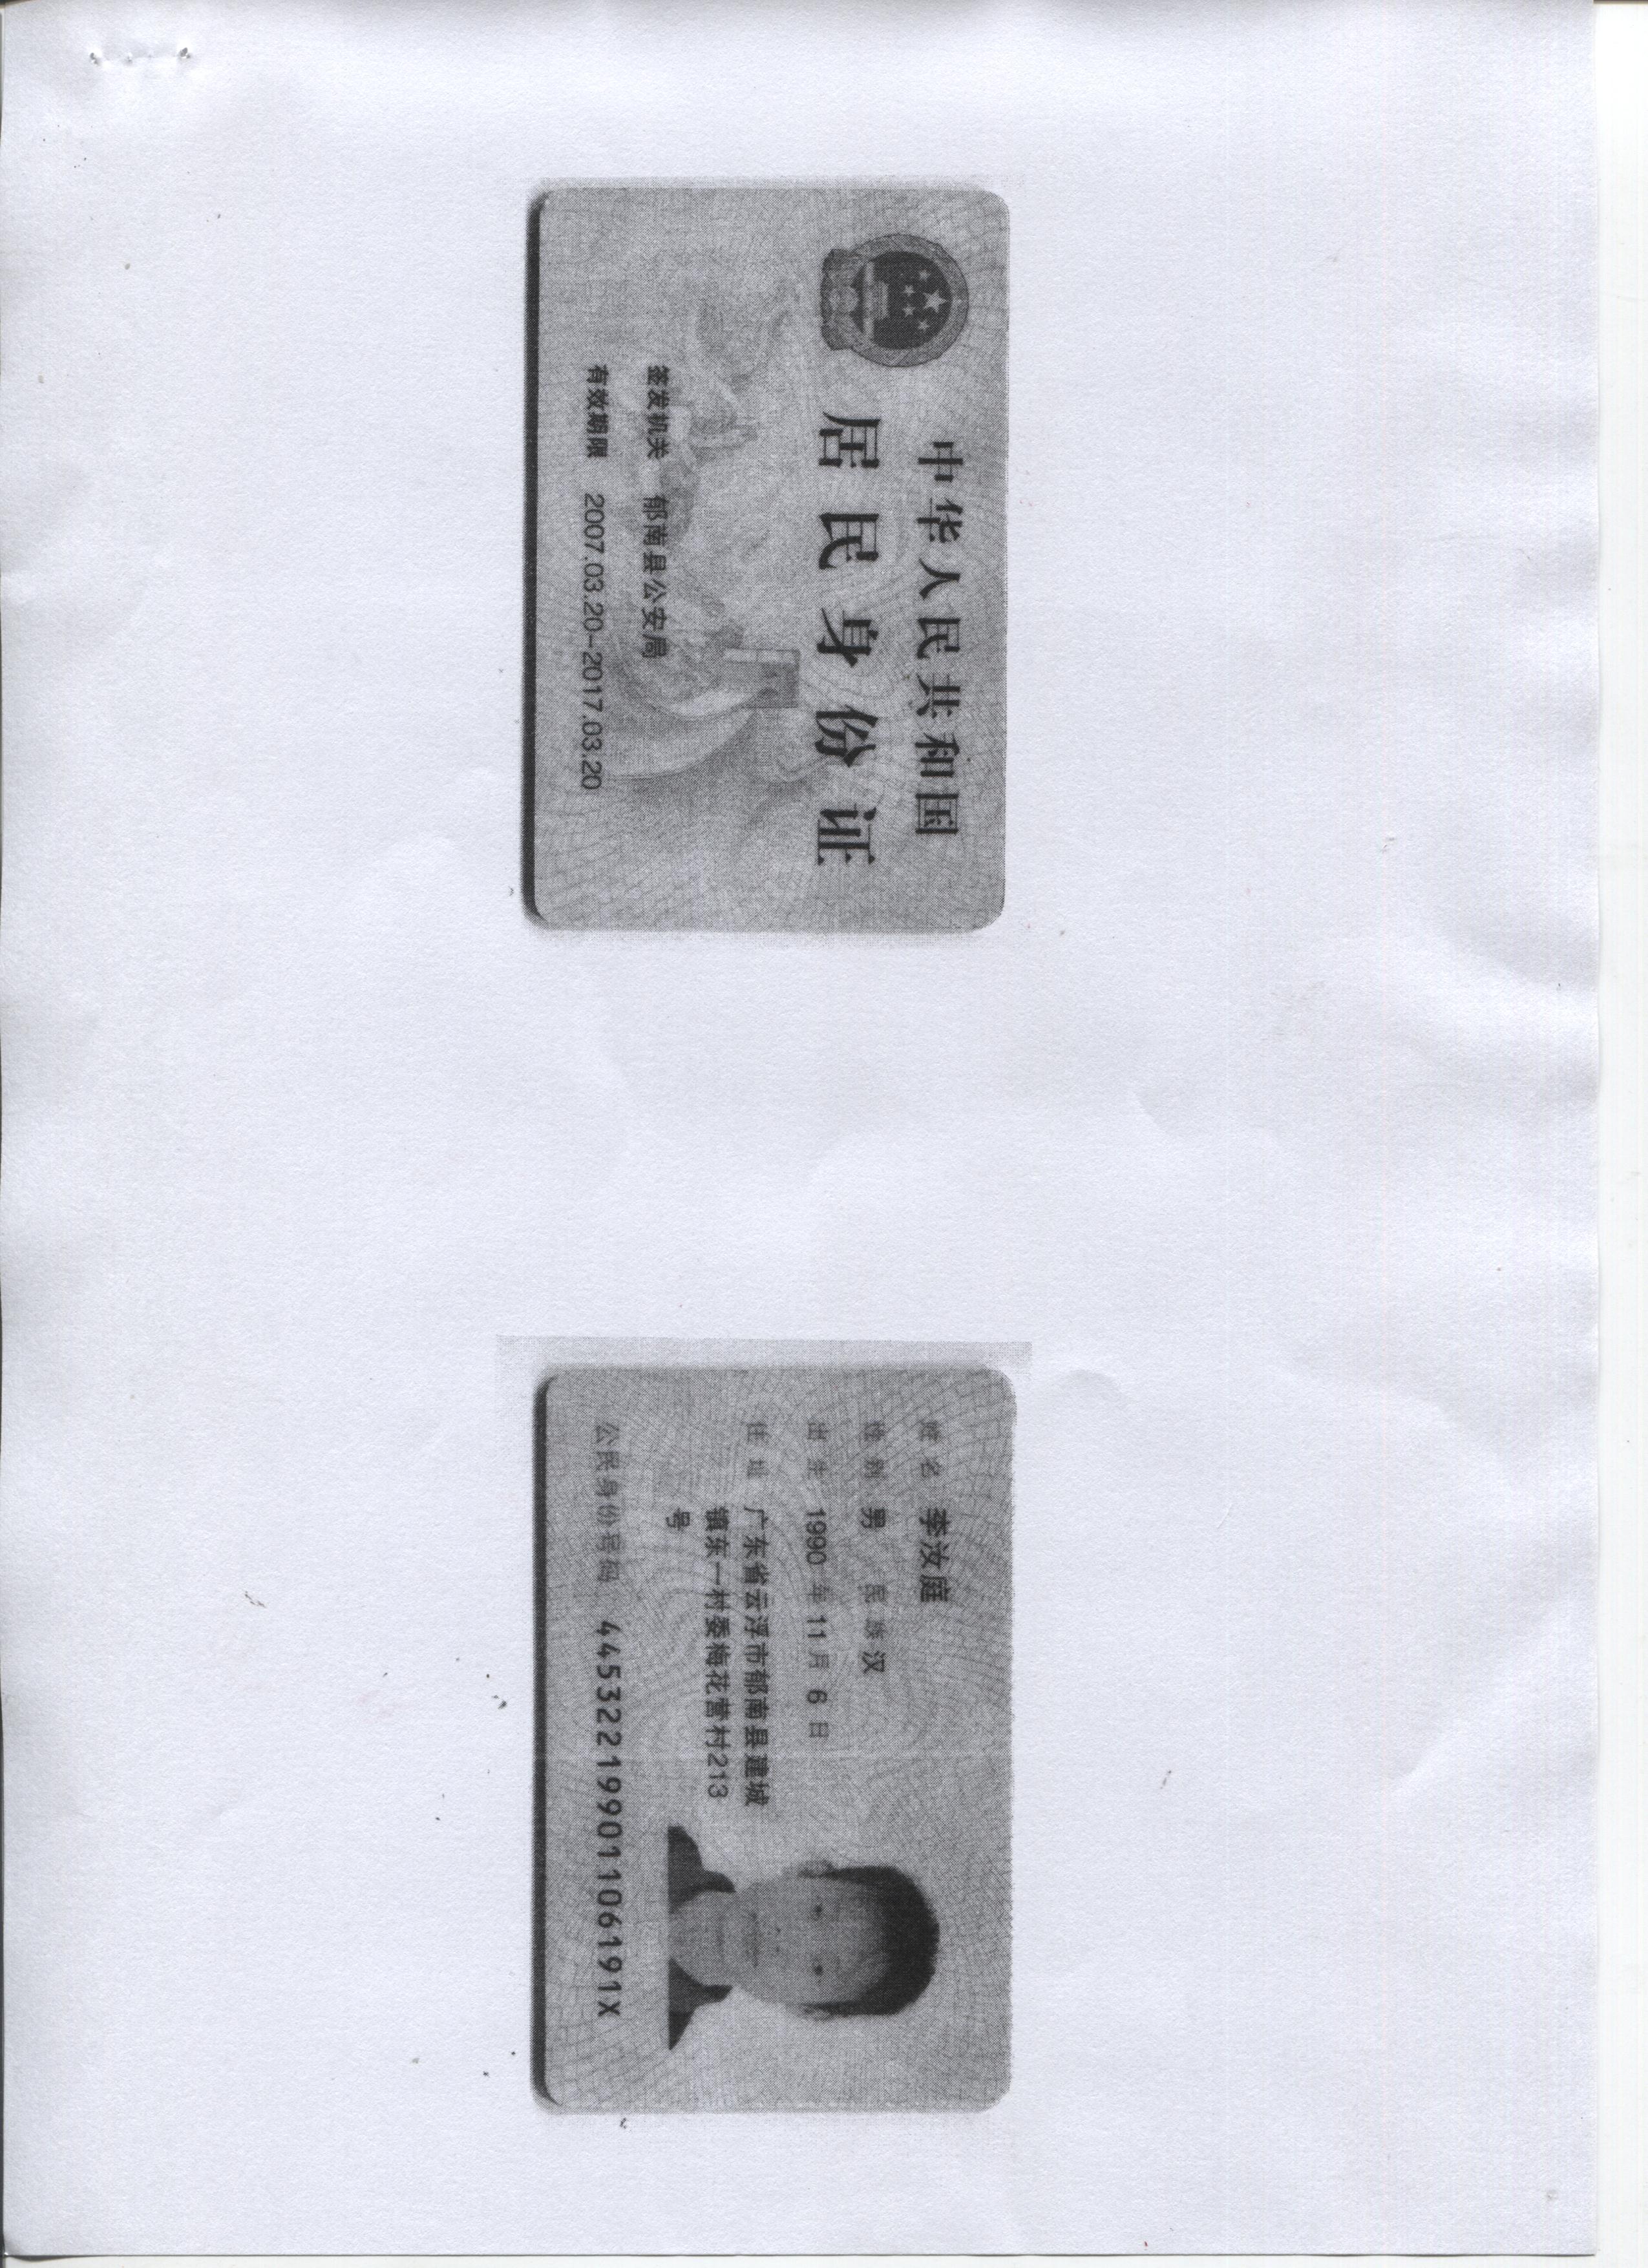 中华人民共和国
居民身份证
签发机关 郁南县公安局
有效期限 2007.03.20-2017.03.20
姓名 李汝庭
性别 男 民族 汉
出生 1990 年 11 月 6 日
住址 广东省云浮市郁南县建城
镇东一村委梅花营村213
号
公民身份号码 44532219901106191X